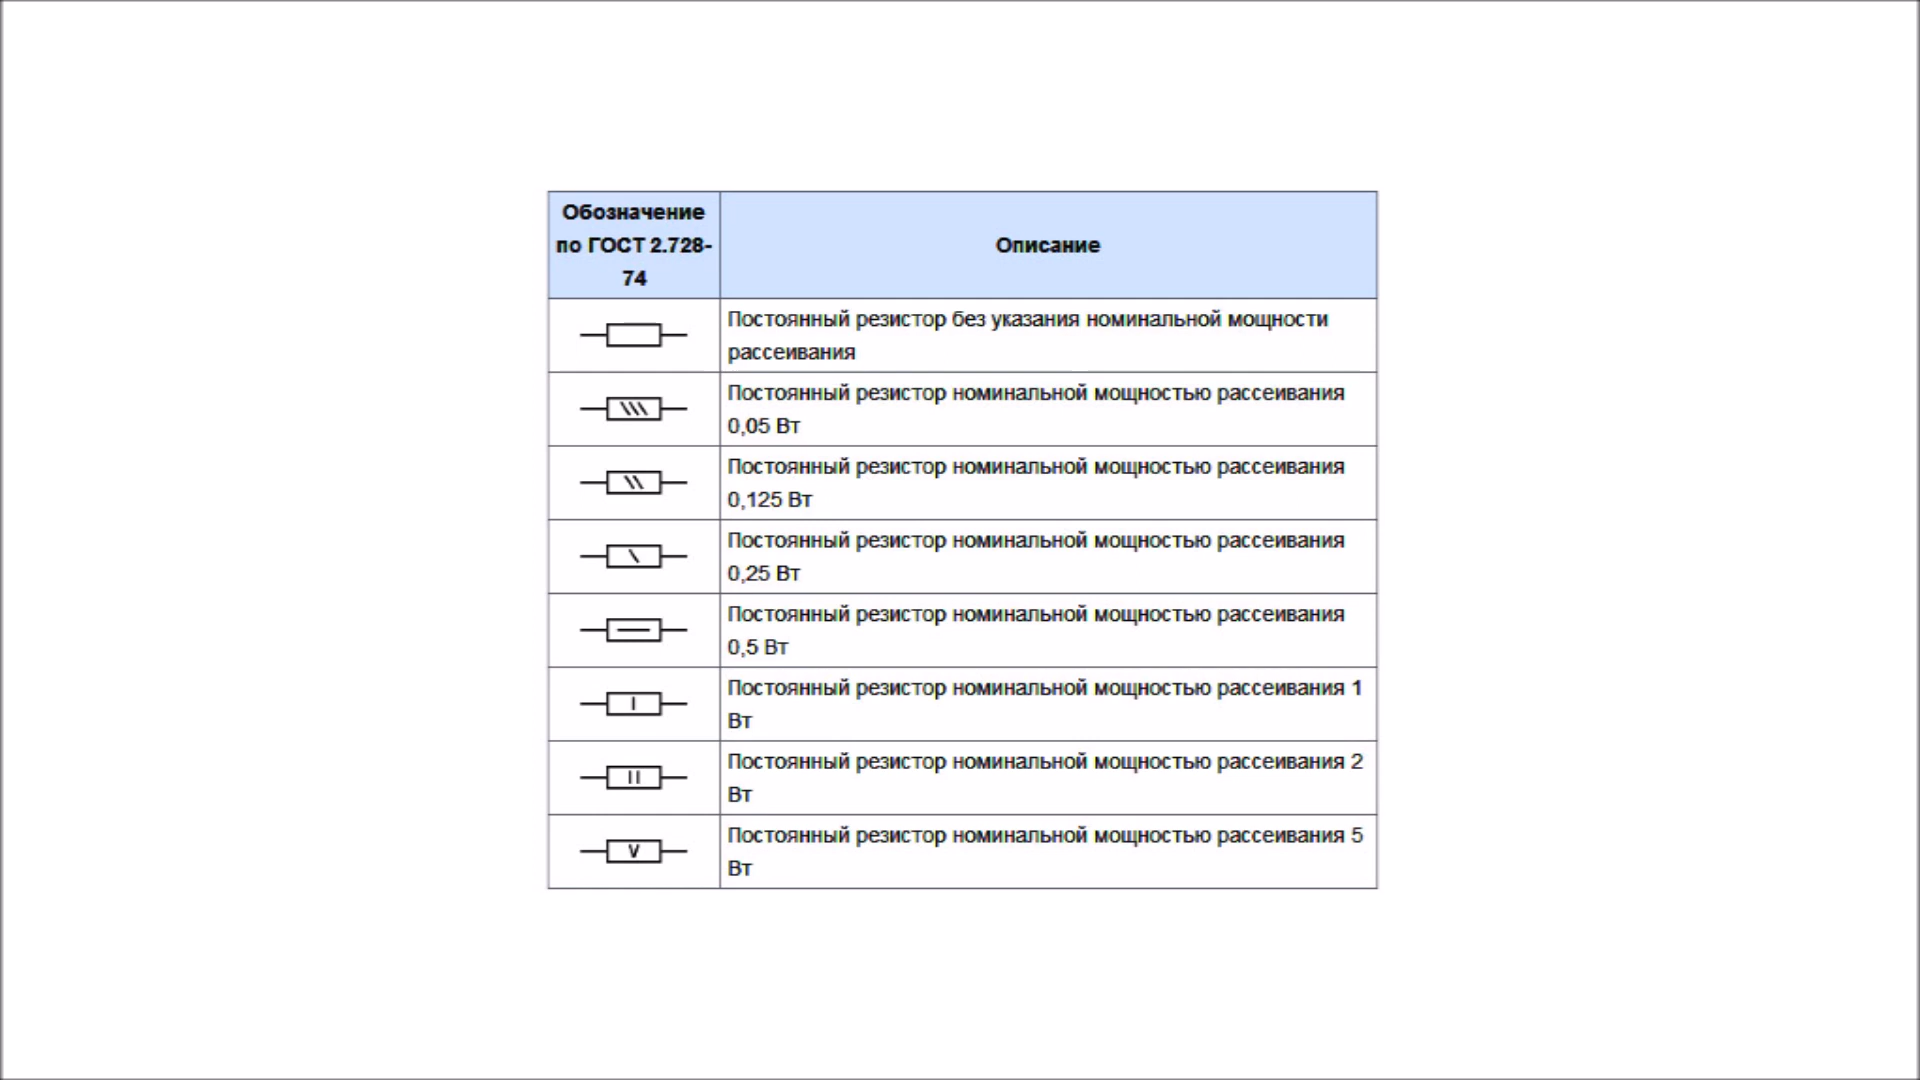 Обозначение
по ГОСТ 2.728-
74
Описание
Постоянный резистор без указания номинальной мощности
рассеивания
Постоянный резистор номинальной мощностью рассеивания
0,05 Вт
Постоянный резистор номинальной мощностью рассеивания
0,125 Вт
Постоянный резистор номинальной мощностью рассеивания
0,25 Вт
Постоянный резистор номинальной мощностью рассеивания
0,5 Вт
Постоянный резистор номинальной мощностью рассеивания 1
Вт
Постоянный резистор номинальной мощностью рассеивания 2
Вт
Постоянный резистор номинальной мощностью рассеивания 5
Вт